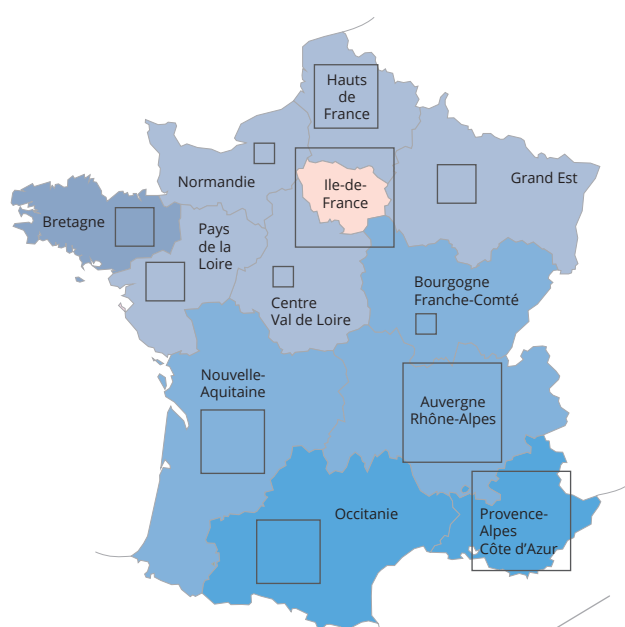 Hauts
de
France
Normandie
Ile-de-
France
Grand Est
Bretagne
Pays
de la
Loire
Centre
Val de Loire
Bourgogne
Franche-Comté
Nouvelle-
Aquitaine
Auvergne
Rhône-Alpes
Occitanie
Provence-
Alpes
Côte d'Azur